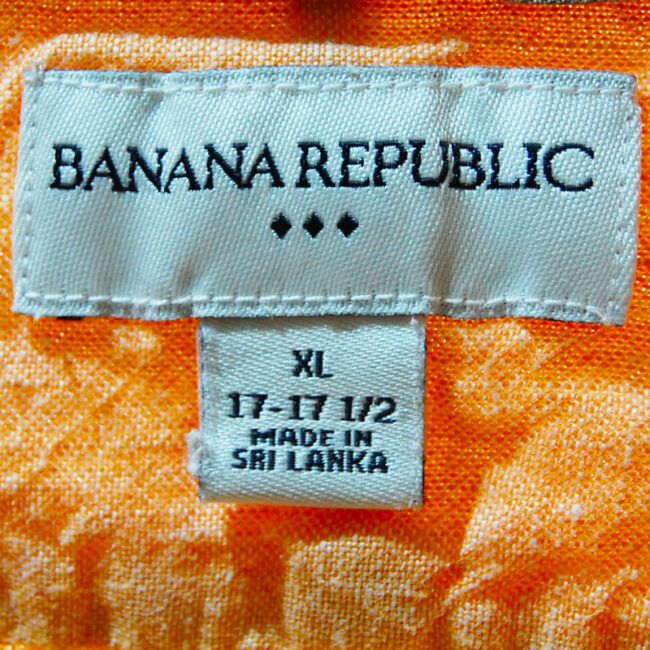 BANANA REPUBLIC
♦♦♦
XL
17-17 1/2
MADE IN
SRI LANKA